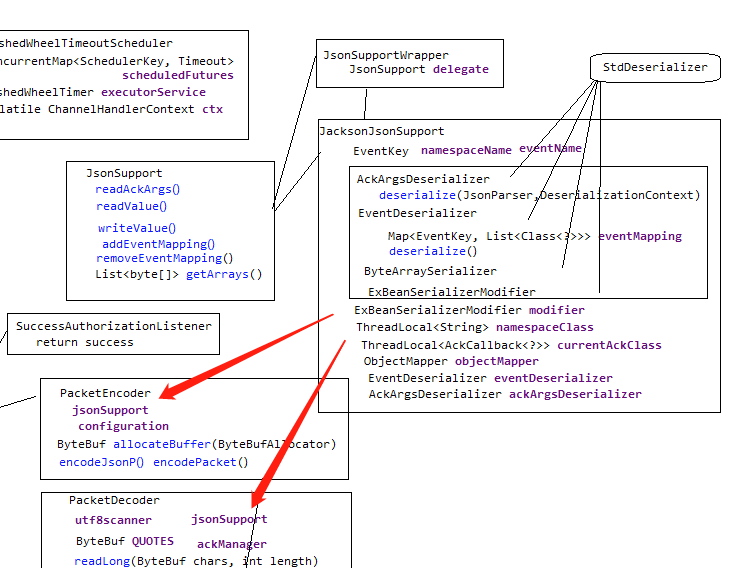 shedWheelTimeoutScheduler
ncurrentMap<SchedulerKey, Timeout>
scheduledFutures
shedWheelTimer executorService
latile ChannelHandlerContext ctx
JsonSupportWrapper
JsonSupport delegate
StdDeserializer
JsonSupport
readAckArgs()
readValue()
writeValue()
addEventMapping()
removeEventMapping()
List<byte[]> getArrays()
JacksonJsonSupport
EventKey namespaceName eventName
AckArgsDeserializer
deserialize(JsonParser,DeserializationContext)
EventDeserializer
Map<EventKey, List<Class<?>>> eventMapping
deserialize()
ByteArraySerializer
ExBeanSerializerModifier
ExBeanSerializerModifier modifier
ThreadLocal<String> namespaceClass
ThreadLocal<AckCallback<?>> currentAckClass
ObjectMapper objectMapper
EventDeserializer eventDeserializer
AckArgsDeserializer ackArgsDeserializer
SuccessAuthorizationListener
return success
PacketEncoder
jsonSupport
configuration
ByteBuf allocateBuffer(ByteBufAllocator)
encodeJsonP() encodePacket()
PacketDecoder
utf8scanner jsonSupport
ByteBuf QUOTES ackManager
readLong(ByteBuf chars, int length)